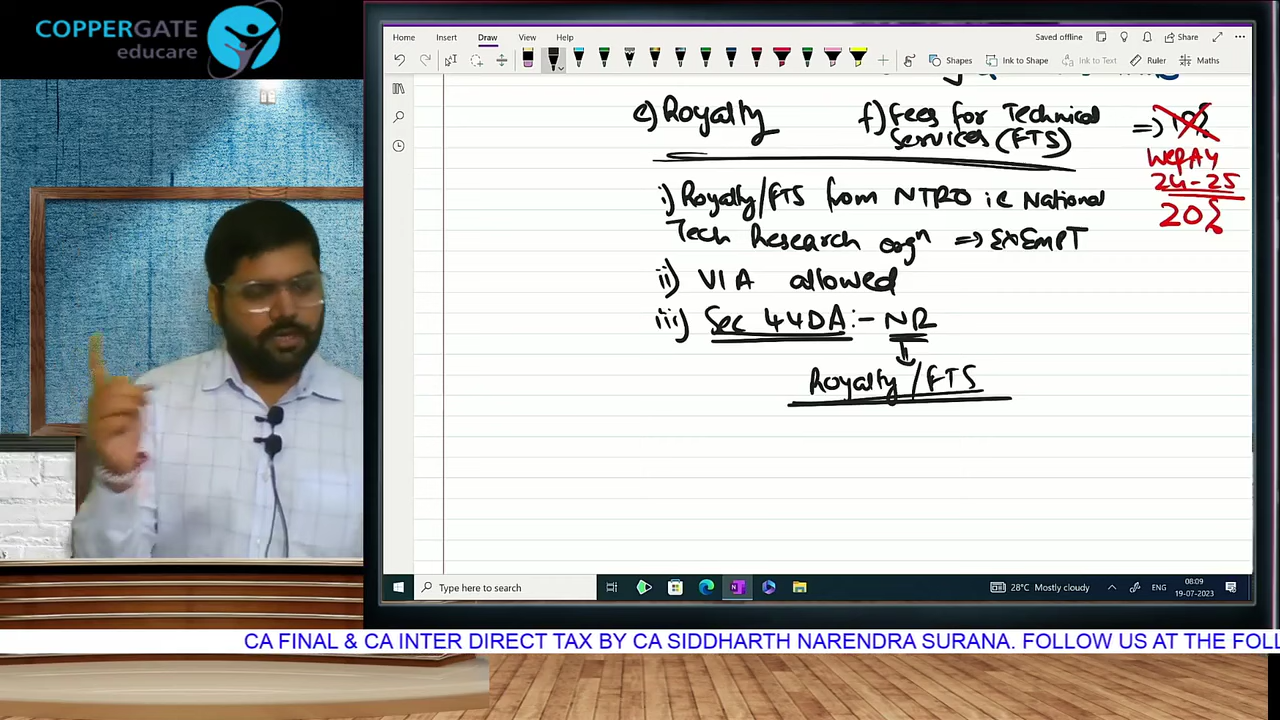 COPPERGATE
educare
Home Insert Draw View Help
Saved offline
Share
Shapes
Ink to Shape
Ink to Text
Ruler
Maths
e) Royalty
f) Fees for Technical
Services (FTS)
=> 10%
wef AY
24-25
20%
i) Royalty/FTS from NTRO i.e National
Tech Research orgn => EXEMPT
ii) VIA allowed
iii) Sec 44DA:- NR
Royalty/FTS
Type here to search
28°C Mostly cloudy
ENG
08:09
19-07-2023
CA FINAL & CA INTER DIRECT TAX BY CA SIDDHARTH NARENDRA SURANA. FOLLOW US AT THE FOLL